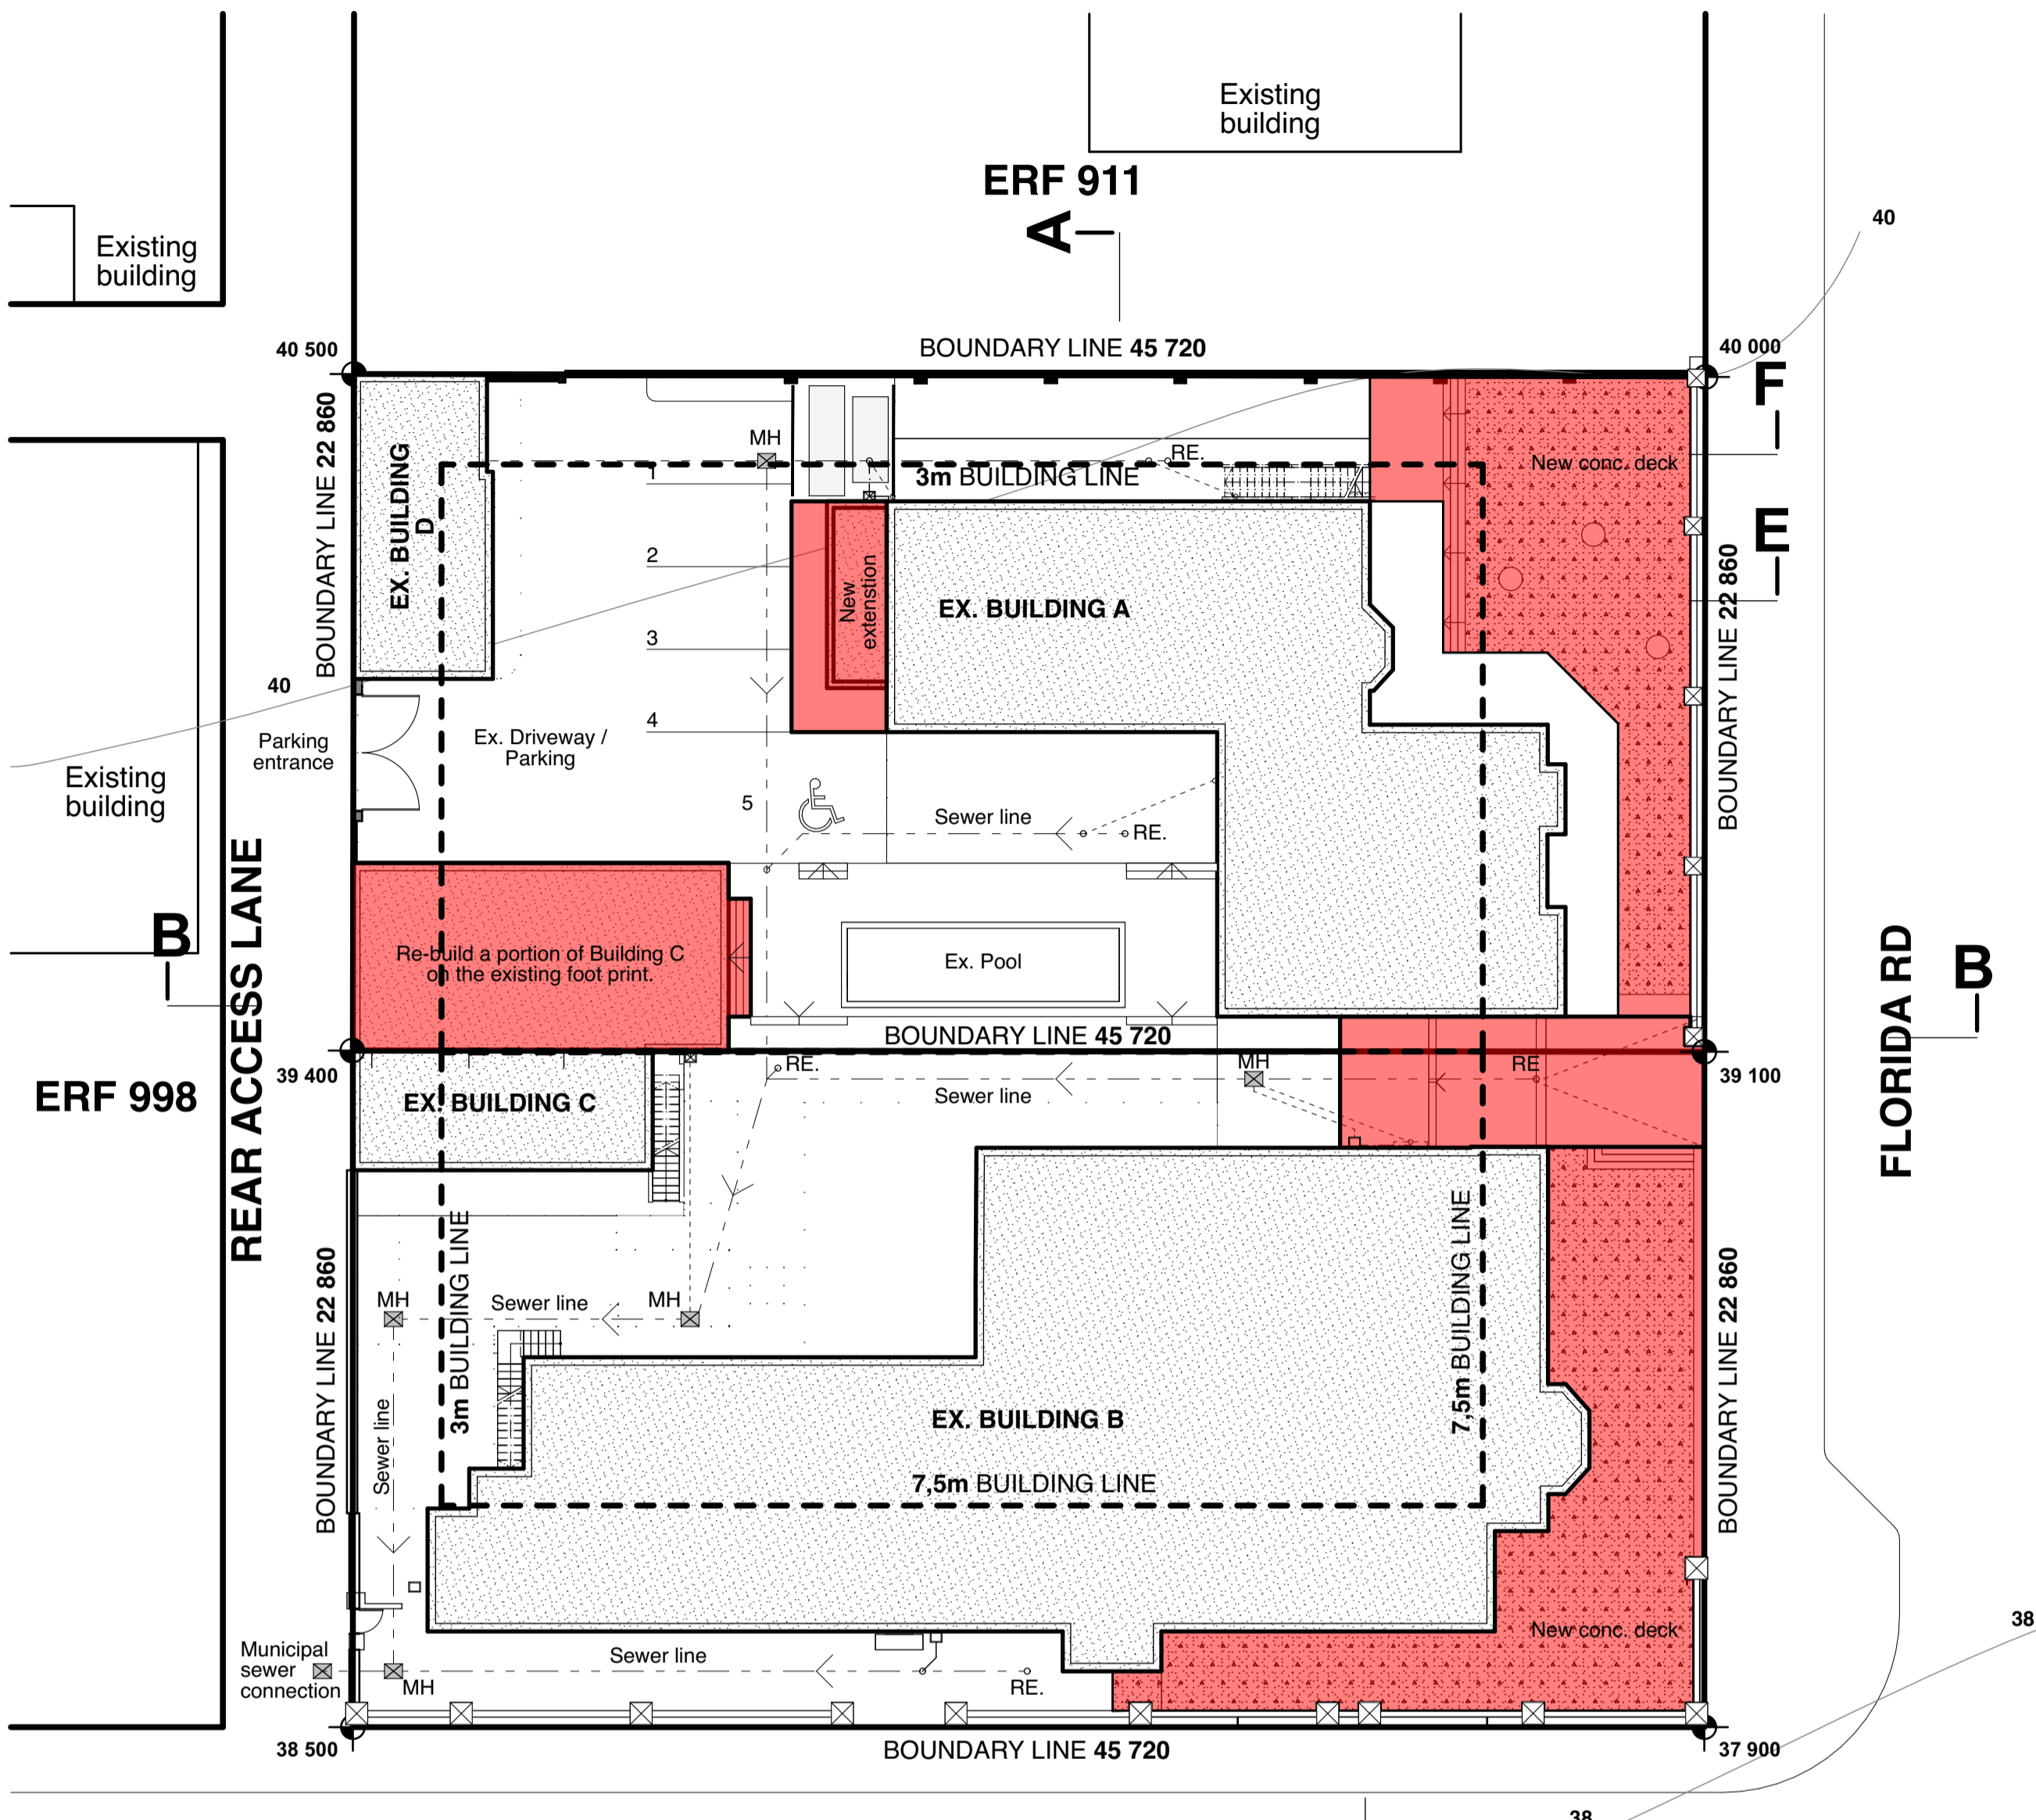 Existing
building
ERF 911
A
40
Existing
building
BOUNDARY LINE 45 720
40 500
40 000
F
BOUNDARY LINE 22 860
EX. BUILDING
D
MH
RE.
3m BUILDING LINE
New conc. deck
1
2
3
4
5
New
extenstion
EX. BUILDING A
E
BOUNDARY LINE 22 860
40
Parking
entrance
Ex. Driveway /
Parking
Existing
building
Sewer line
RE.
REAR ACCESS LANE
B
Re-build a portion of Building C
on the existing foot print.
Ex. Pool
FLORIDA RD
B
BOUNDARY LINE 45 720
39 400
RE.
MH
RE
39 100
ERF 998
EX. BUILDING C
Sewer line
BOUNDARY LINE 22 860
3m BUILDING LINE
MH
Sewer line
MH
7,5m BUILDING LINE
BOUNDARY LINE 22 860
Sewer line
EX. BUILDING B
7,5m BUILDING LINE
New conc. deck
38
Municipal
sewer
connection
MH
Sewer line
RE.
38 500
BOUNDARY LINE 45 720
37 900
38